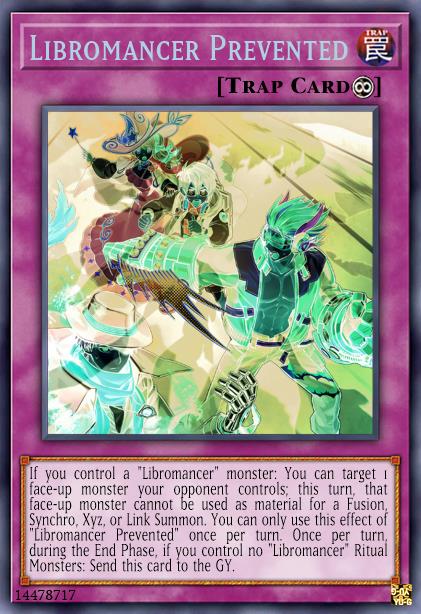 Libromancer Prevented
TRAP
罠
[Trap Card]
If you control a "Libromancer" monster: You can target 1
face-up monster your opponent controls; this turn, that
face-up monster cannot be used as material for a Fusion,
Synchro, Xyz, or Link Summon. You can only use this effect of
"Libromancer Prevented" once per turn. Once per turn,
during the End Phase, if you control no "Libromancer" Ritual
Monsters: Send this card to the GY.
14478717